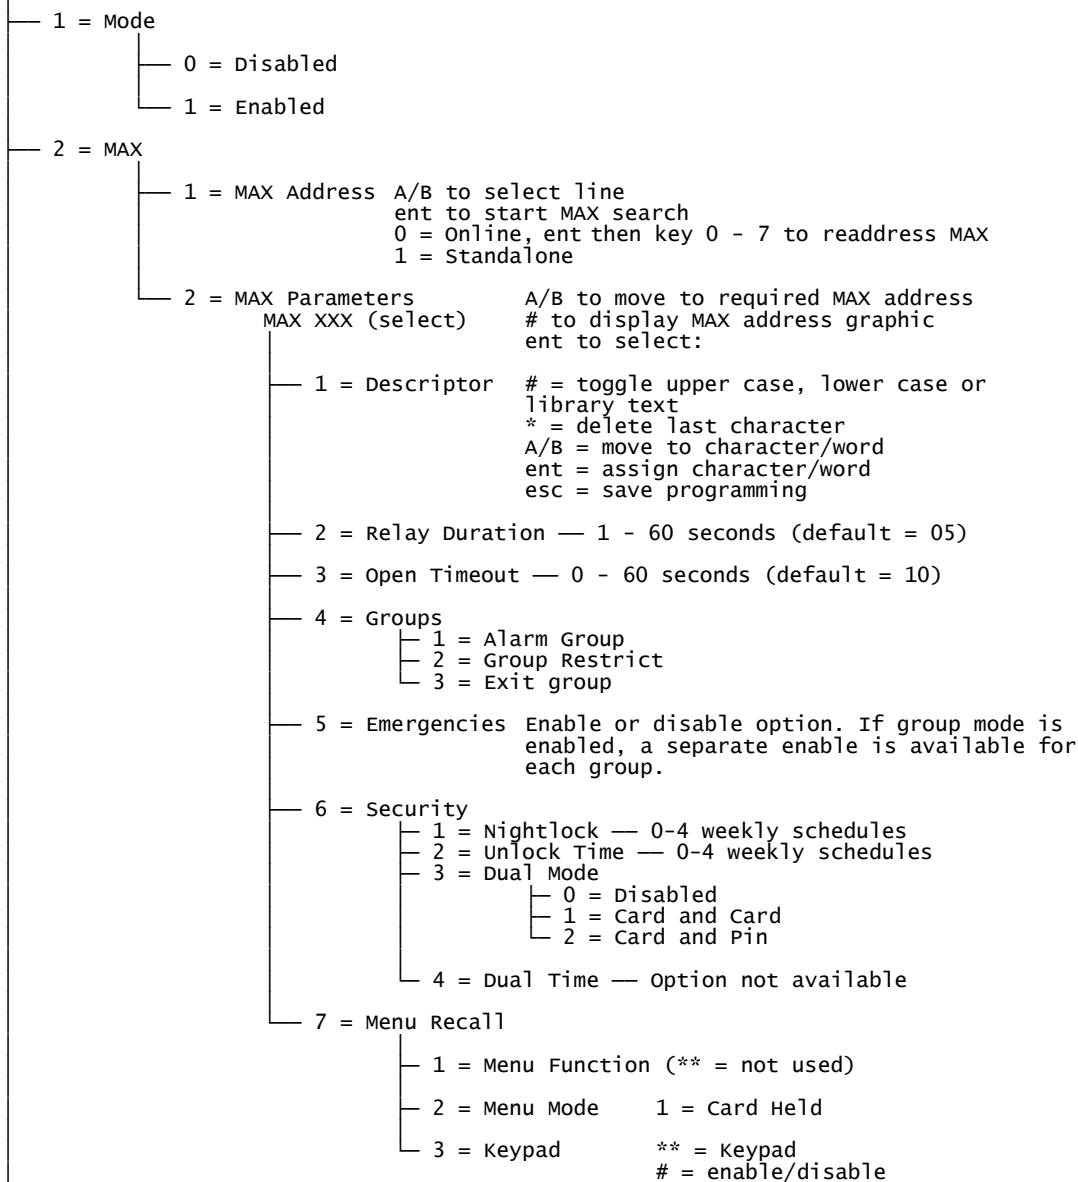 1 = Mode
0 = Disabled
1 = Enabled
2 = MAX
1 = MAX Address A/B to select line
ent to start MAX search
0 = Online, ent then key 0 - 7 to readdress MAX
1 = Standalone
2 = MAX Parameters A/B to move to required MAX address
MAX XXX (select) # to display MAX address graphic
ent to select:
1 = Descriptor # = toggle upper case, lower case or
library text
* = delete last character
A/B = move to character/word
ent = assign character/word
esc = save programming
2 = Relay Duration — 1 - 60 seconds (default = 05)
3 = Open Timeout — 0 - 60 seconds (default = 10)
4 = Groups
1 = Alarm Group
2 = Group Restrict
3 = Exit group
5 = Emergencies Enable or disable option. If group mode is
enabled, a separate enable is available for
each group.
6 = Security
1 = Nightlock — 0-4 weekly schedules
2 = Unlock Time — 0-4 weekly schedules
3 = Dual Mode
0 = Disabled
1 = Card and Card
2 = Card and Pin
4 = Dual Time — Option not available
7 = Menu Recall
1 = Menu Function (** = not used)
2 = Menu Mode 1 = Card Held
3 = Keypad ** = Keypad
# = enable/disable